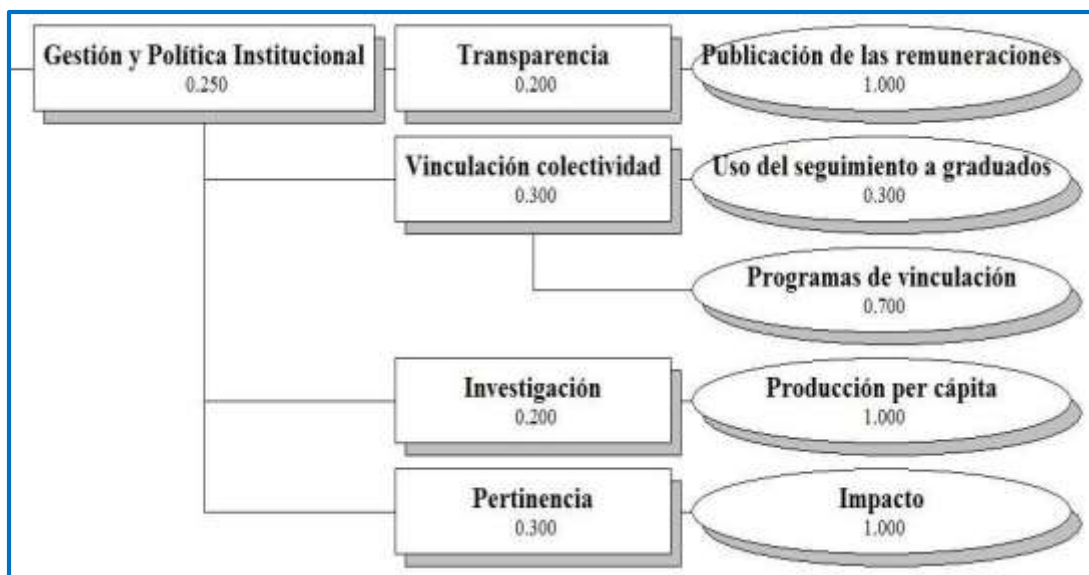 Gestión y Política Institucional
0.250
Transparencia
0.200
Publicación de las remuneraciones
1.000
Vinculación colectividad
0.300
Uso del seguimiento a graduados
0.300
Programas de vinculación
0.700
Investigación
0.200
Producción per cápita
1.000
Pertinencia
0.300
Impacto
1.000